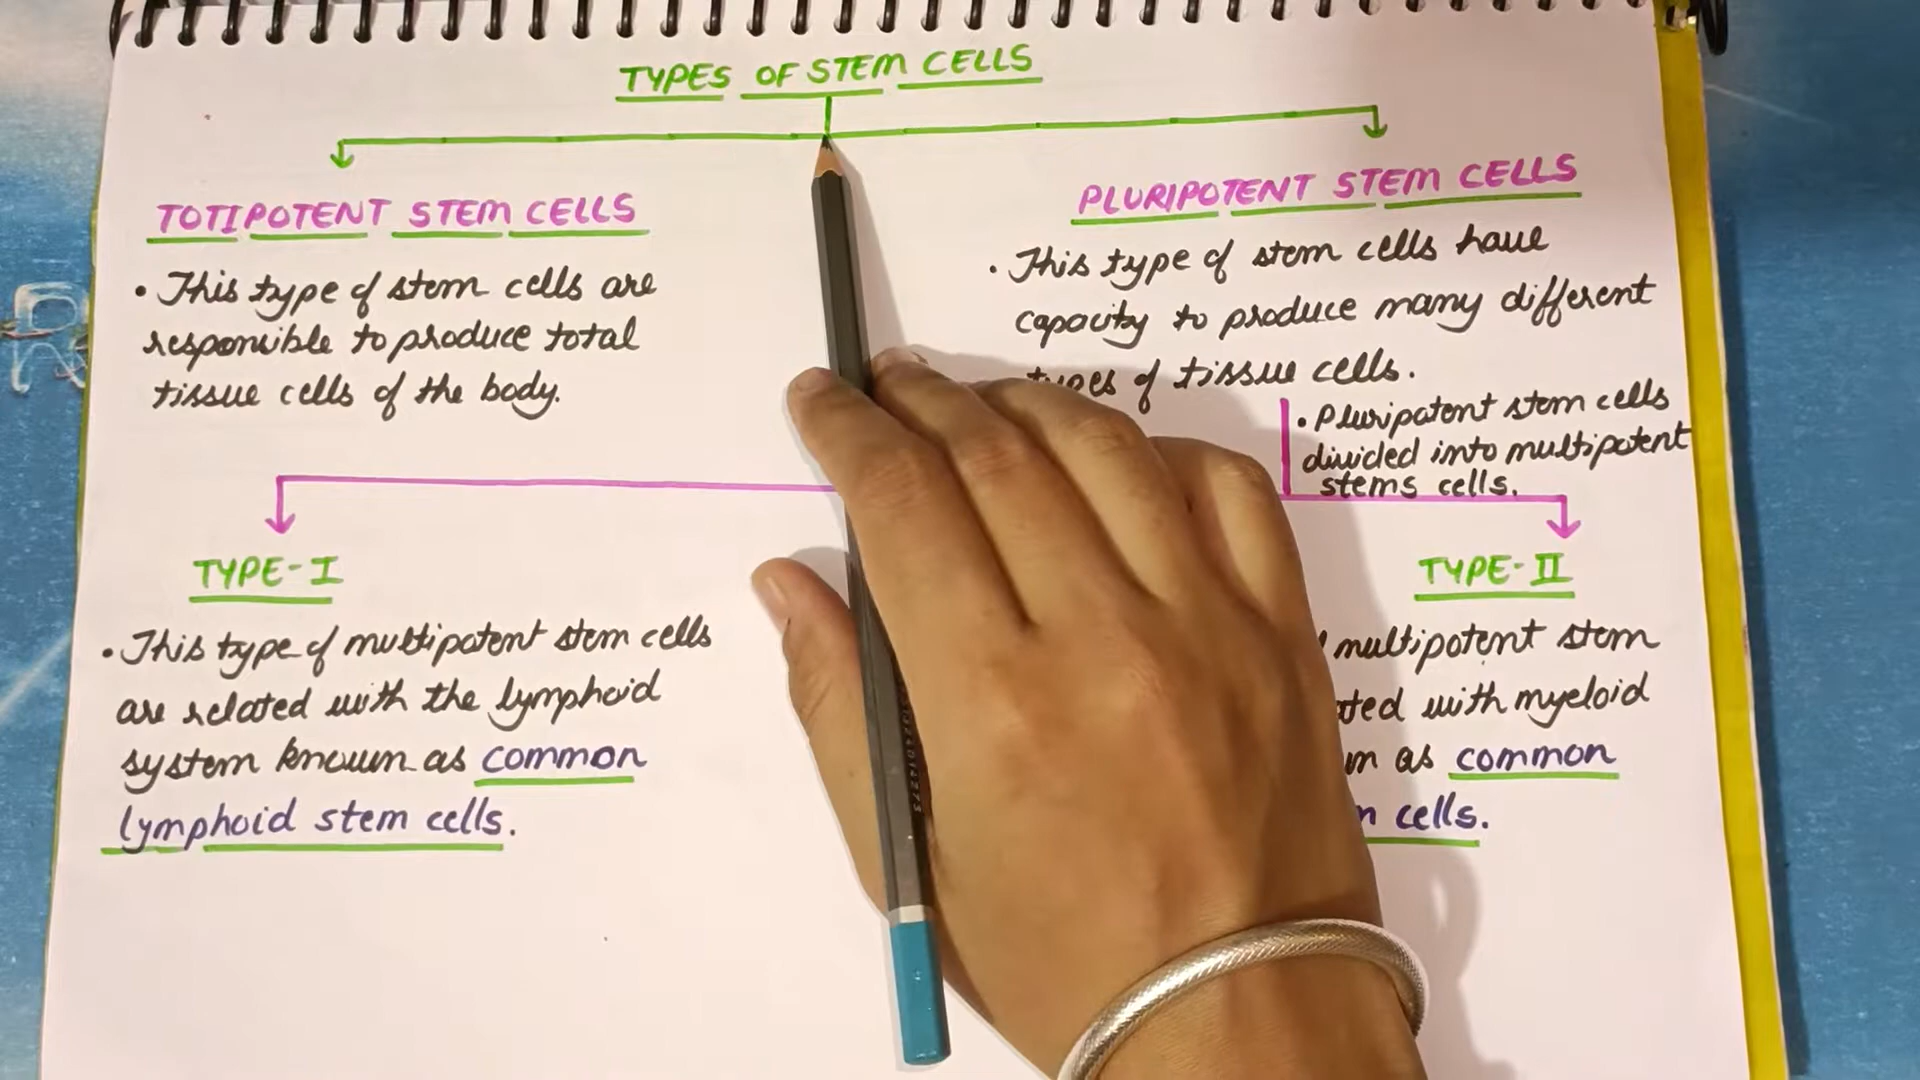 TYPES OF STEM CELLS
TOTIPOTENT STEM CELLS
• This type of stem cells are
responsible to produce total
tissue cells of the body.
PLURIPOTENT STEM CELLS
• This type of stem cells have
capacity to produce many different
types of tissue cells.
• Pluripotent stem cells
divided into multipotent
stems cells.
TYPE-I
• This type of multipotent stem cells
are related with the lymphoid
system known as common
lymphoid stem cells.
TYPE-II
multipotent stem
with myeloid
as common
cells.